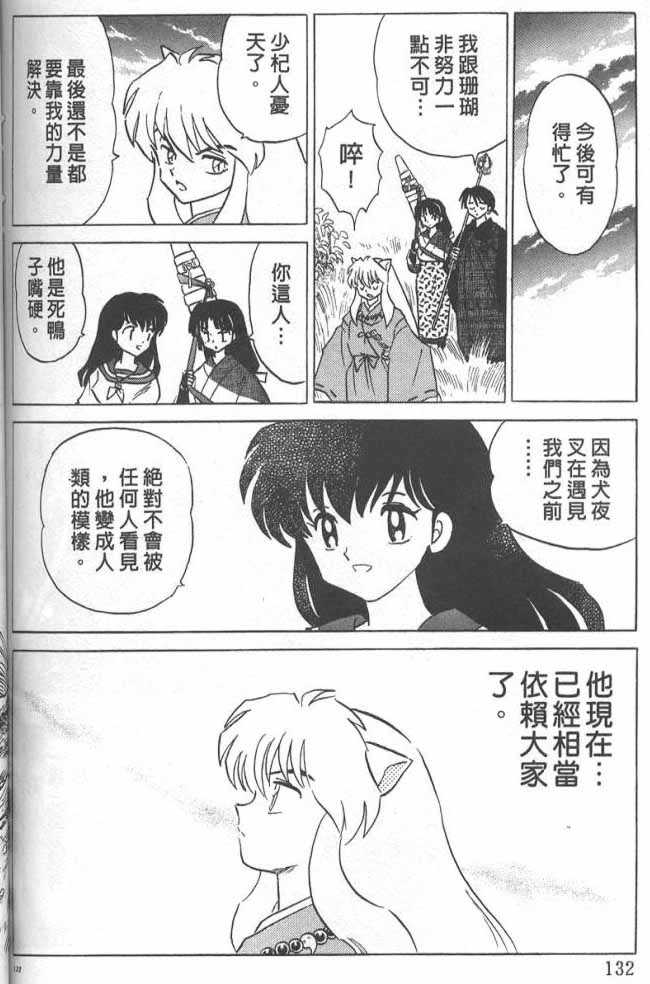 今後可有
得忙了。
我跟珊瑚
非努力一
點不可…
啐！
少杞人憂
天了。
最後還不是都
要靠我的力量
解決。
你這人…
他是死鴨
子嘴硬。
因為犬夜
叉在遇見
我們之前
……
絕對不會被
任何人看見
，他變成人
類的模樣。
他現在…
已經相當
依賴大家
了。
132
132